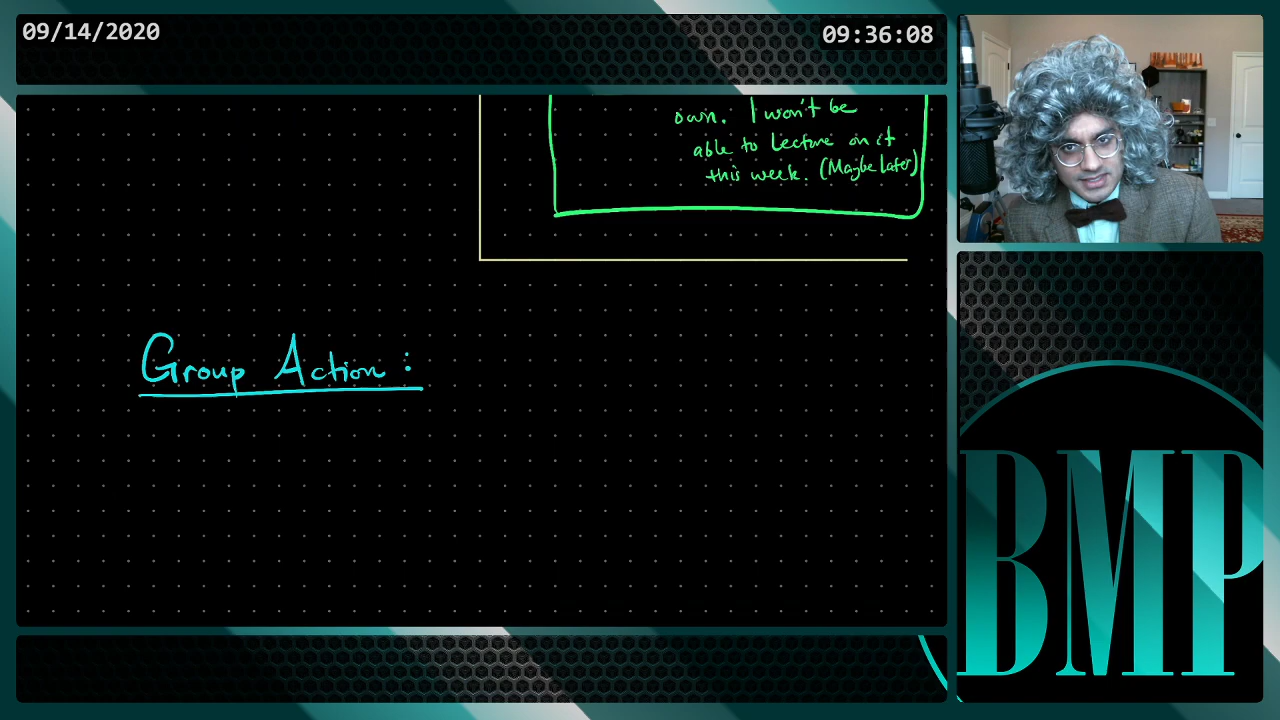 09/14/2020
09:36:08
own. I won't be
able to Lecture on it
this week. (Maybe Later)
Group Action:
BMP